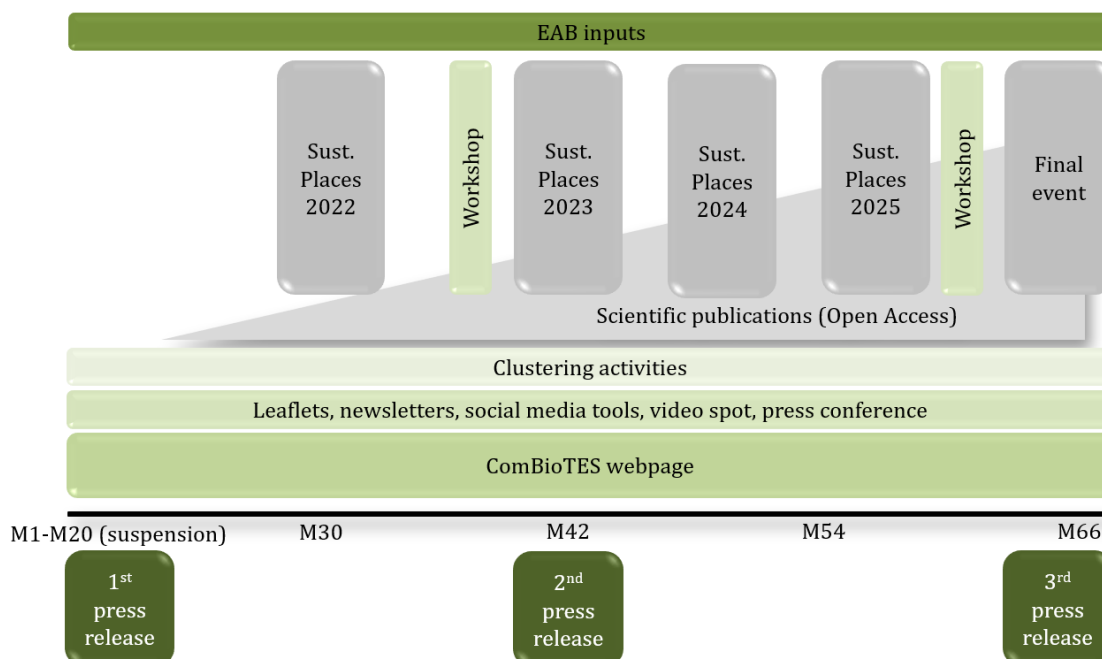 EAB inputs
Sust.
Places
2022
Workshop
Sust.
Places
2023
Sust.
Places
2024
Sust.
Places
2025
Workshop
Final
event
Scientific publications (Open Access)
Clustering activities
Leaflets, newsletters, social media tools, video spot, press conference
ComBioTES webpage
M1-M20 (suspension) M30 M42 M54 M66
1st
press
release
2nd
press
release
3rd
press
release